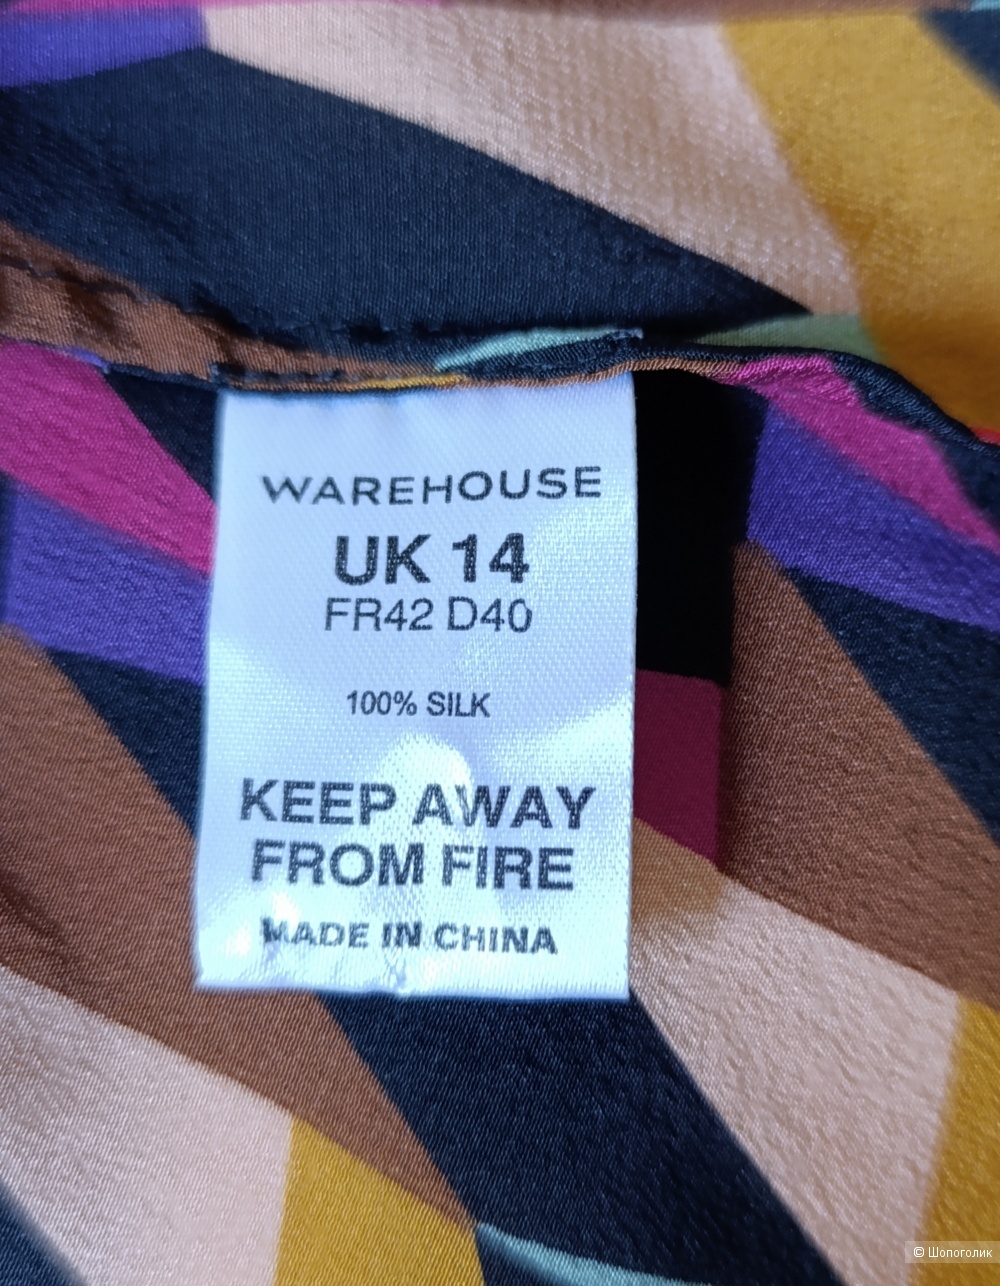 WAREHOUSE
UK 14
FR42 D40
100% SILK
KEEP AWAY
FROM FIRE
MADE IN CHINA
© Шопоголик